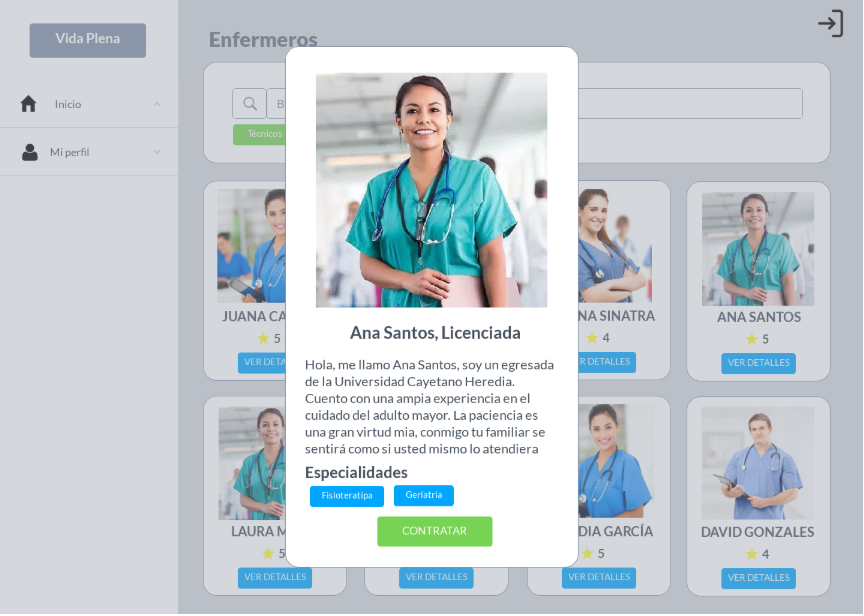 Vida Plena
Inicio
Mi perfil
Enfermeros
B
Técnicos
JUANA CA
5
VER DETA
NA SINATRA
4
DETALLES
ANA SANTOS
5
VER DETALLES
Ana Santos, Licenciada
Hola, me llamo Ana Santos, soy un egresada
de la Universidad Cayetano Heredia.
Cuento con una ampia experiencia en el
cuidado del adulto mayor. La paciencia es
una gran virtud mia, conmigo tu familiar se
sentirá como si usted mismo lo atendiera
Especialidades
Fisioteratipa
Geriatria
CONTRATAR
LAURA M
5
VER DETALLES
VER DETALLES
DIA GARCÍA
5
VER DETALLES
DAVID GONZALES
4
VER DETALLES